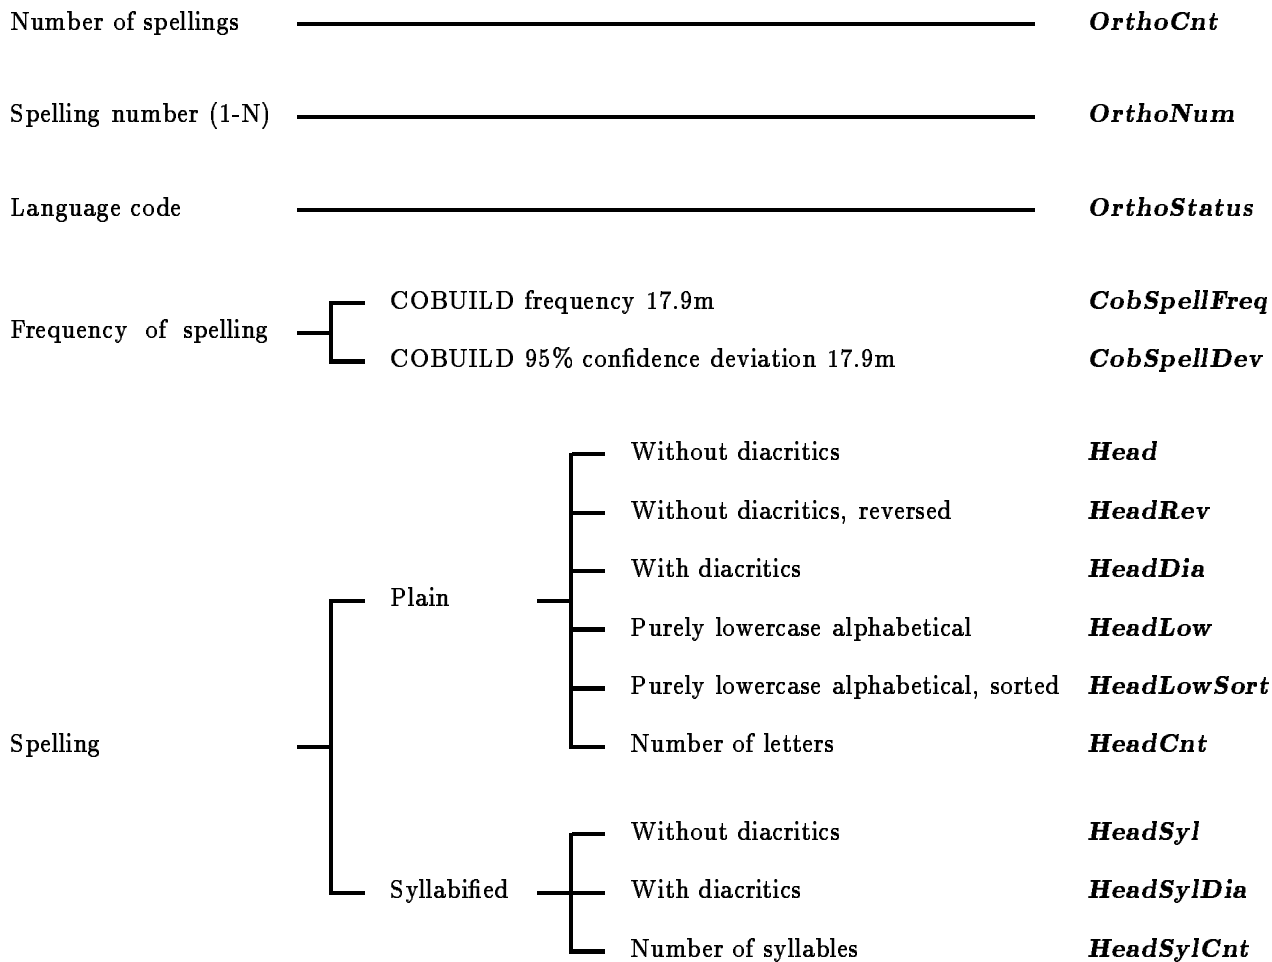 Number of spellings OrthoCnt
Spelling number (1-N) OrthoNum
Language code OrthoStatus
COBUILD frequency 17.9m CobSpellFreq
Frequency of spelling
COBUILD 95% confidence deviation 17.9m CobSpellDev
Without diacritics Head
Without diacritics, reversed HeadRev
With diacritics HeadDia
Plain
Purely lowercase alphabetical HeadLow
Purely lowercase alphabetical, sorted HeadLowSort
Spelling
Number of letters HeadCnt
Without diacritics HeadSyl
Syllabified With diacritics HeadSylDia
Number of syllables HeadSylCnt